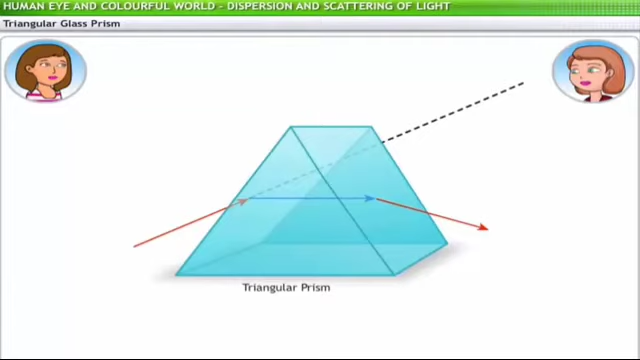 HUMAN EYE AND COLOURFUL WORLD - DISPERSION AND SCATTERING OF LIGHT
Triangular Glass Prism
Triangular Prism